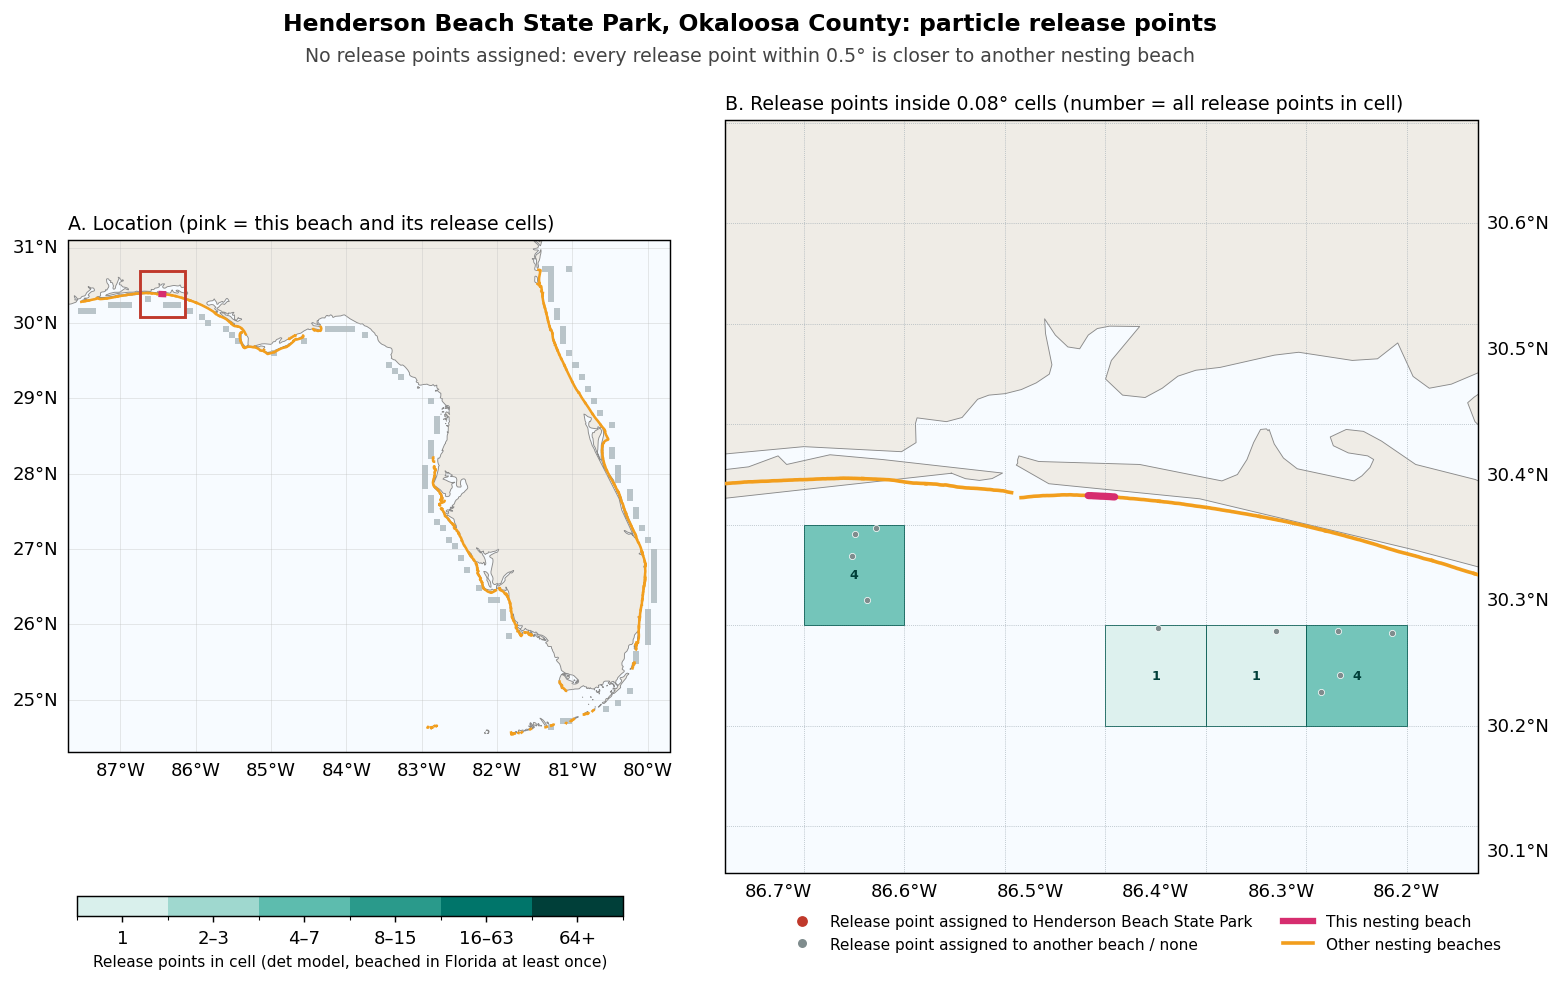 Henderson Beach State Park, Okaloosa County: particle release points
No release points assigned: every release point within 0.5° is closer to another nesting beach
A. Location (pink = this beach and its release cells)
31°N
30°N
29°N
28°N
27°N
26°N
25°N
87°W 86°W 85°W 84°W 83°W 82°W 81°W 80°W
1 2–3 4–7 8–15 16–63 64+
Release points in cell (det model, beached in Florida at least once)
B. Release points inside 0.08° cells (number = all release points in cell)
30.6°N
30.5°N
30.4°N
4
30.3°N
1 1 4
30.2°N
30.1°N
86.7°W 86.6°W 86.5°W 86.4°W 86.3°W 86.2°W
Release point assigned to Henderson Beach State Park
Release point assigned to another beach / none
This nesting beach
Other nesting beaches